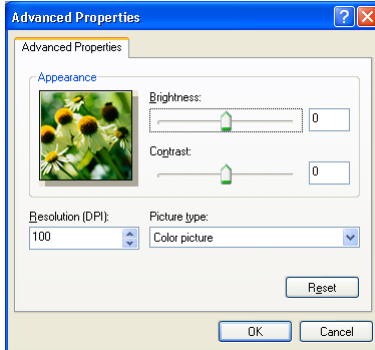 Advanced Properties
Advanced Properties
Appearance
Brightness:
0
Contrast:
0
Resolution (DPI): Picture type:
100 Color picture
Reset
OK Cancel